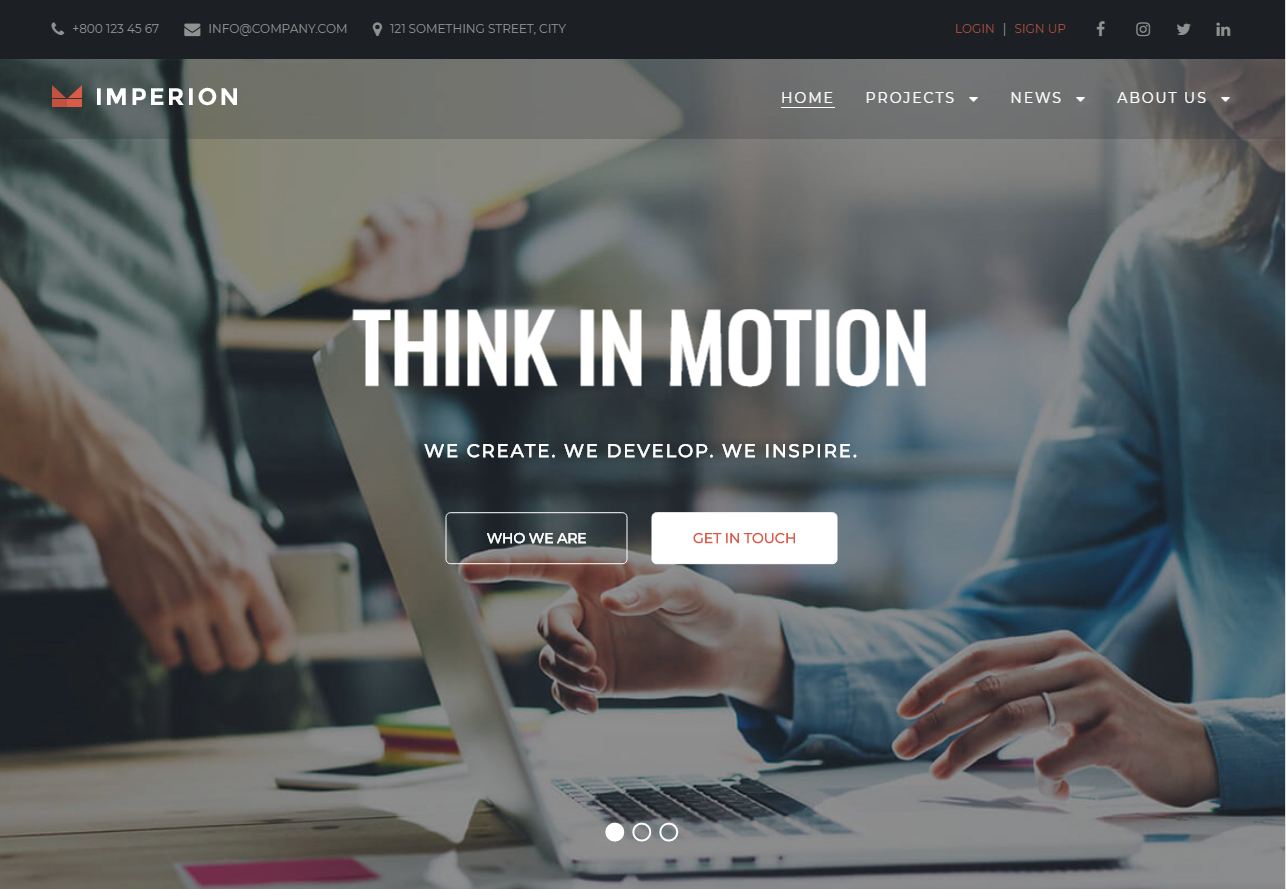 +800 123 45 67 INFO@COMPANY.COM 121 SOMETHING STREET, CITY LOGIN | SIGN UP
IMPERION HOME PROJECTS NEWS ABOUT US
THINK IN MOTION
WE CREATE. WE DEVELOP. WE INSPIRE.
WHO WE ARE GET IN TOUCH